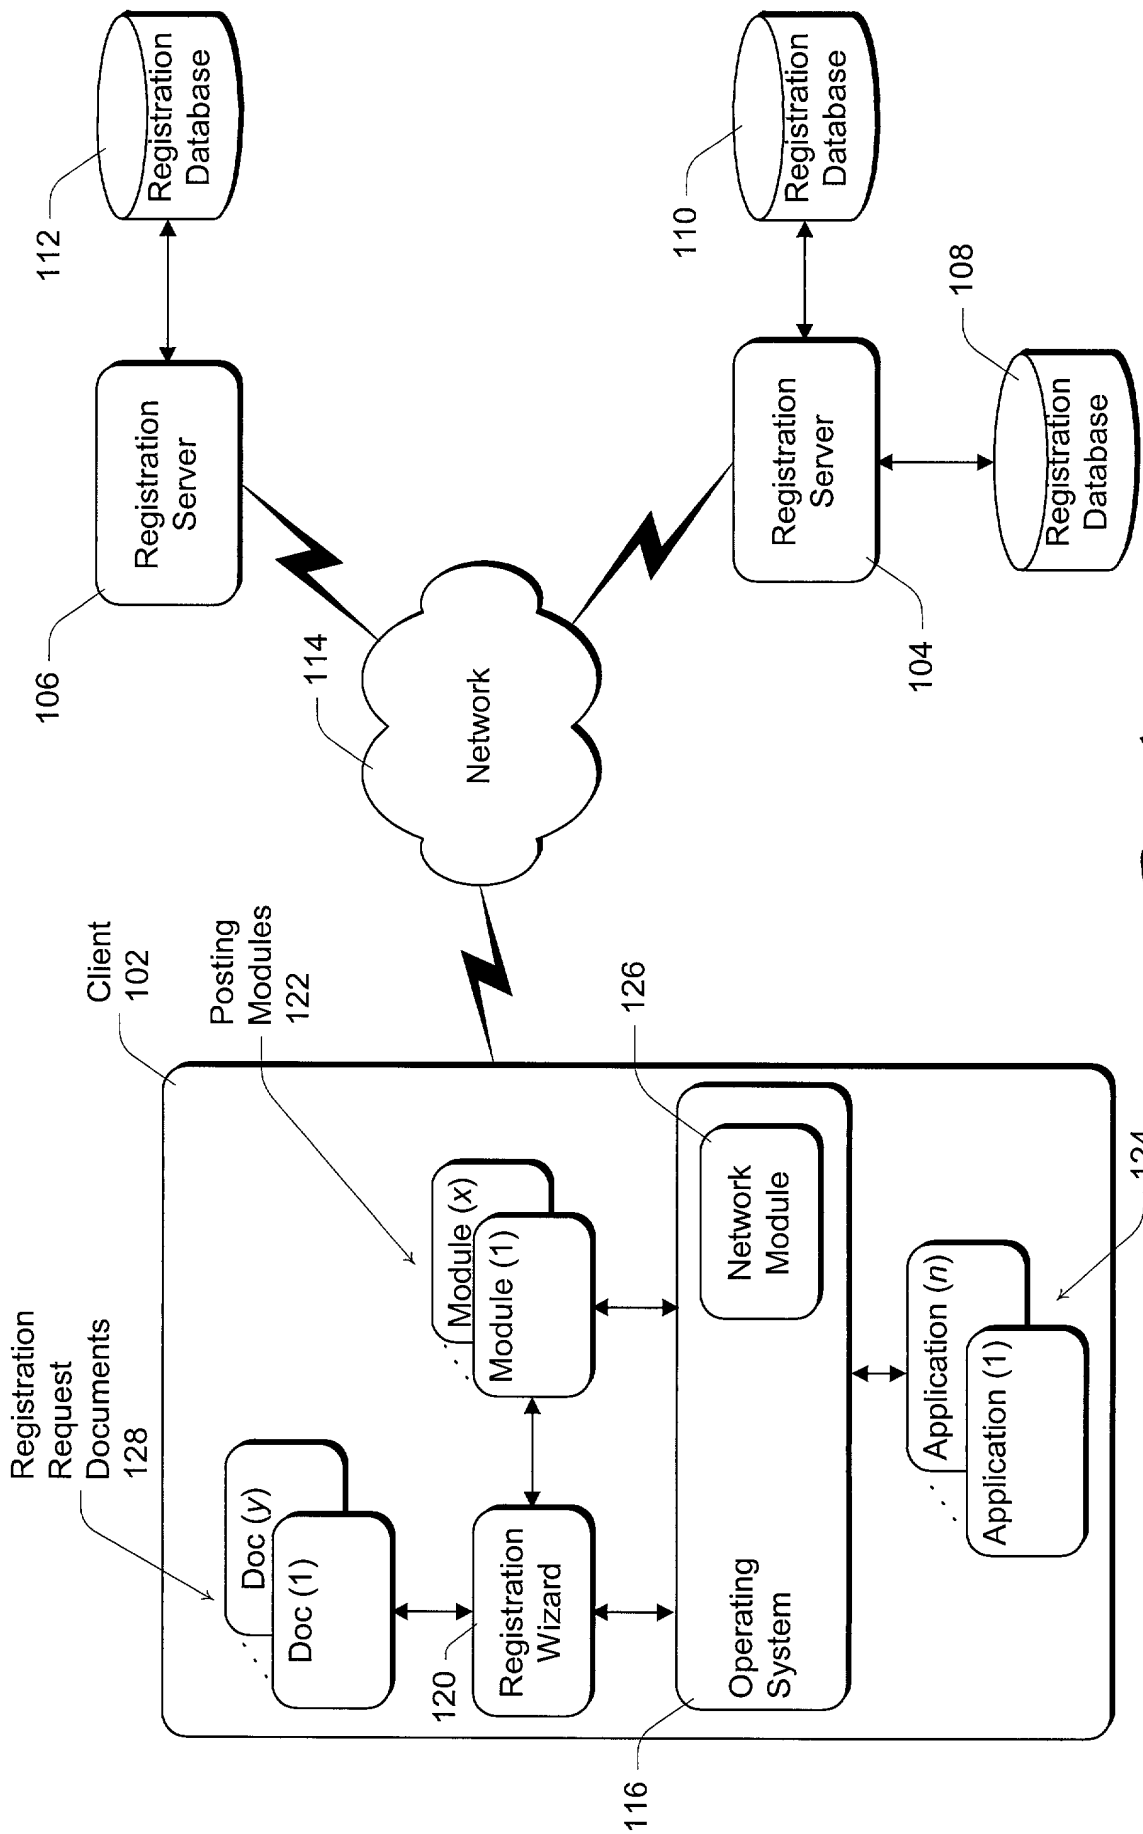 Registration
Request
Documents
128
Client
102
Posting
Modules
122
Doc (y)
Doc (1)
Module (x)
Module (1)
120
Registration
Wizard
116
Operating
System
Network
Module
126
Application (n)
Application (1)
124
114
Network
106
Registration
Server
112
Registration
Database
104
Registration
Server
110
Registration
Database
108
Registration
Database